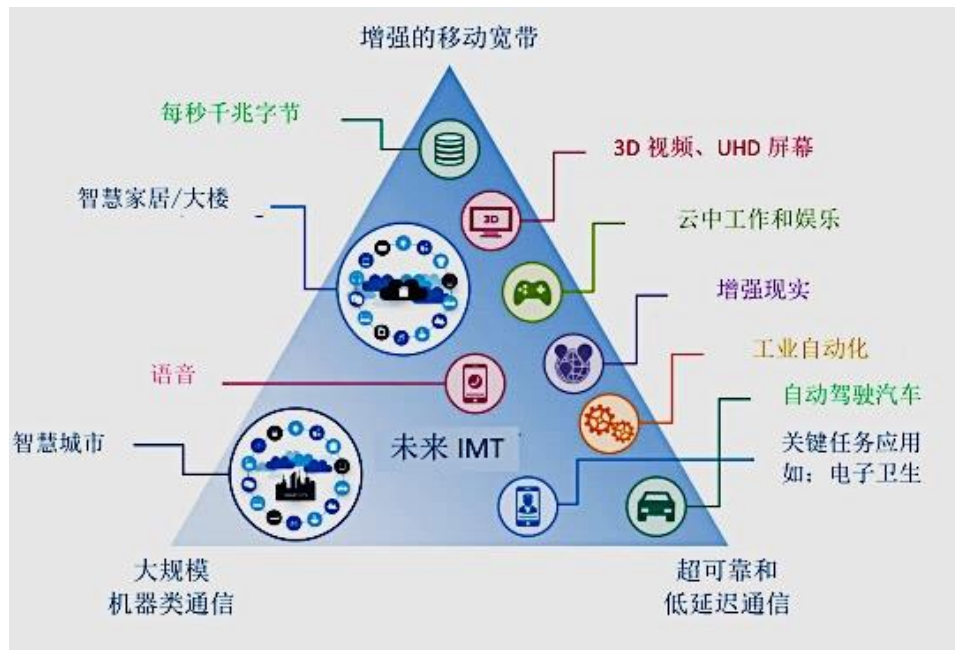 增强的移动宽带
每秒千兆字节
3D 视频、UHD 屏幕
智慧家居/大楼
云中工作和娱乐
3D
增强现实
工业自动化
语音
自动驾驶汽车
智慧城市
未来 IMT
关键任务应用
如；电子卫生
大规模
机器类通信
超可靠和
低延迟通信